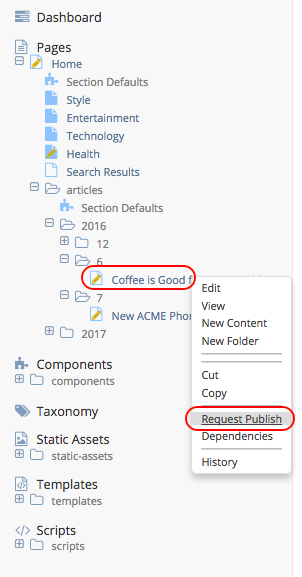 Dashboard
Pages
Home
Section Defaults
Style
Entertainment
Technology
Health
Search Results
articles
Section Defaults
2016
12
6
Coffee is Good f
7
New ACME Phor
2017
Edit
View
New Content
New Folder
Cut
Copy
Request Publish
Dependencies
History
Components
components
Taxonomy
Static Assets
static-assets
Templates
templates
Scripts
scripts